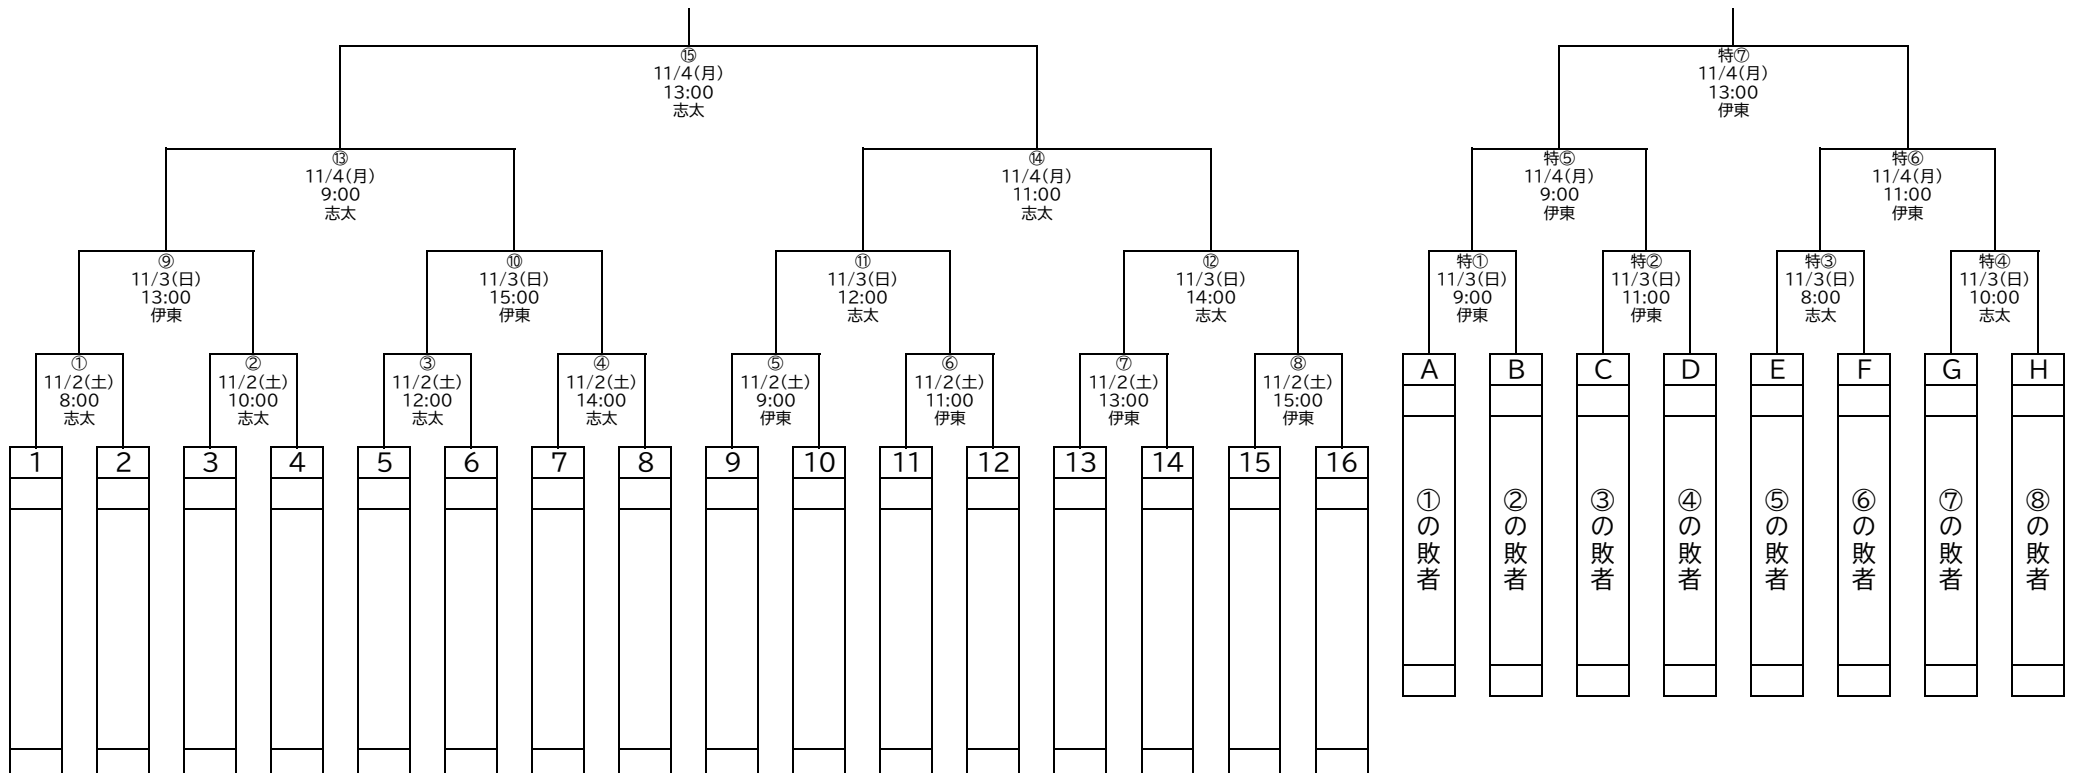 ⑮
11/4(月)
13:00
志太
特⑦
11/4(月)
13:00
伊東
⑬
11/4(月)
9:00
志太
⑭
11/4(月)
11:00
志太
特⑤
11/4(月)
9:00
伊東
特⑥
11/4(月)
11:00
伊東
⑨
11/3(日)
13:00
伊東
⑩
11/3(日)
15:00
伊東
⑪
11/3(日)
12:00
志太
⑫
11/3(日)
14:00
志太
特①
11/3(日)
9:00
伊東
特②
11/3(日)
11:00
伊東
特③
11/3(日)
8:00
志太
特④
11/3(日)
10:00
志太
①
11/2(土)
8:00
志太
②
11/2(土)
10:00
志太
③
11/2(土)
12:00
志太
④
11/2(土)
14:00
志太
⑤
11/2(土)
9:00
伊東
⑥
11/2(土)
11:00
伊東
⑦
11/2(土)
13:00
伊東
⑧
11/2(土)
15:00
伊東
A
B
C
D
E
F
G
H
1
2
3
4
5
6
7
8
9
10
11
12
13
14
15
16
①の敗者
②の敗者
③の敗者
④の敗者
⑤の敗者
⑥の敗者
⑦の敗者
⑧の敗者